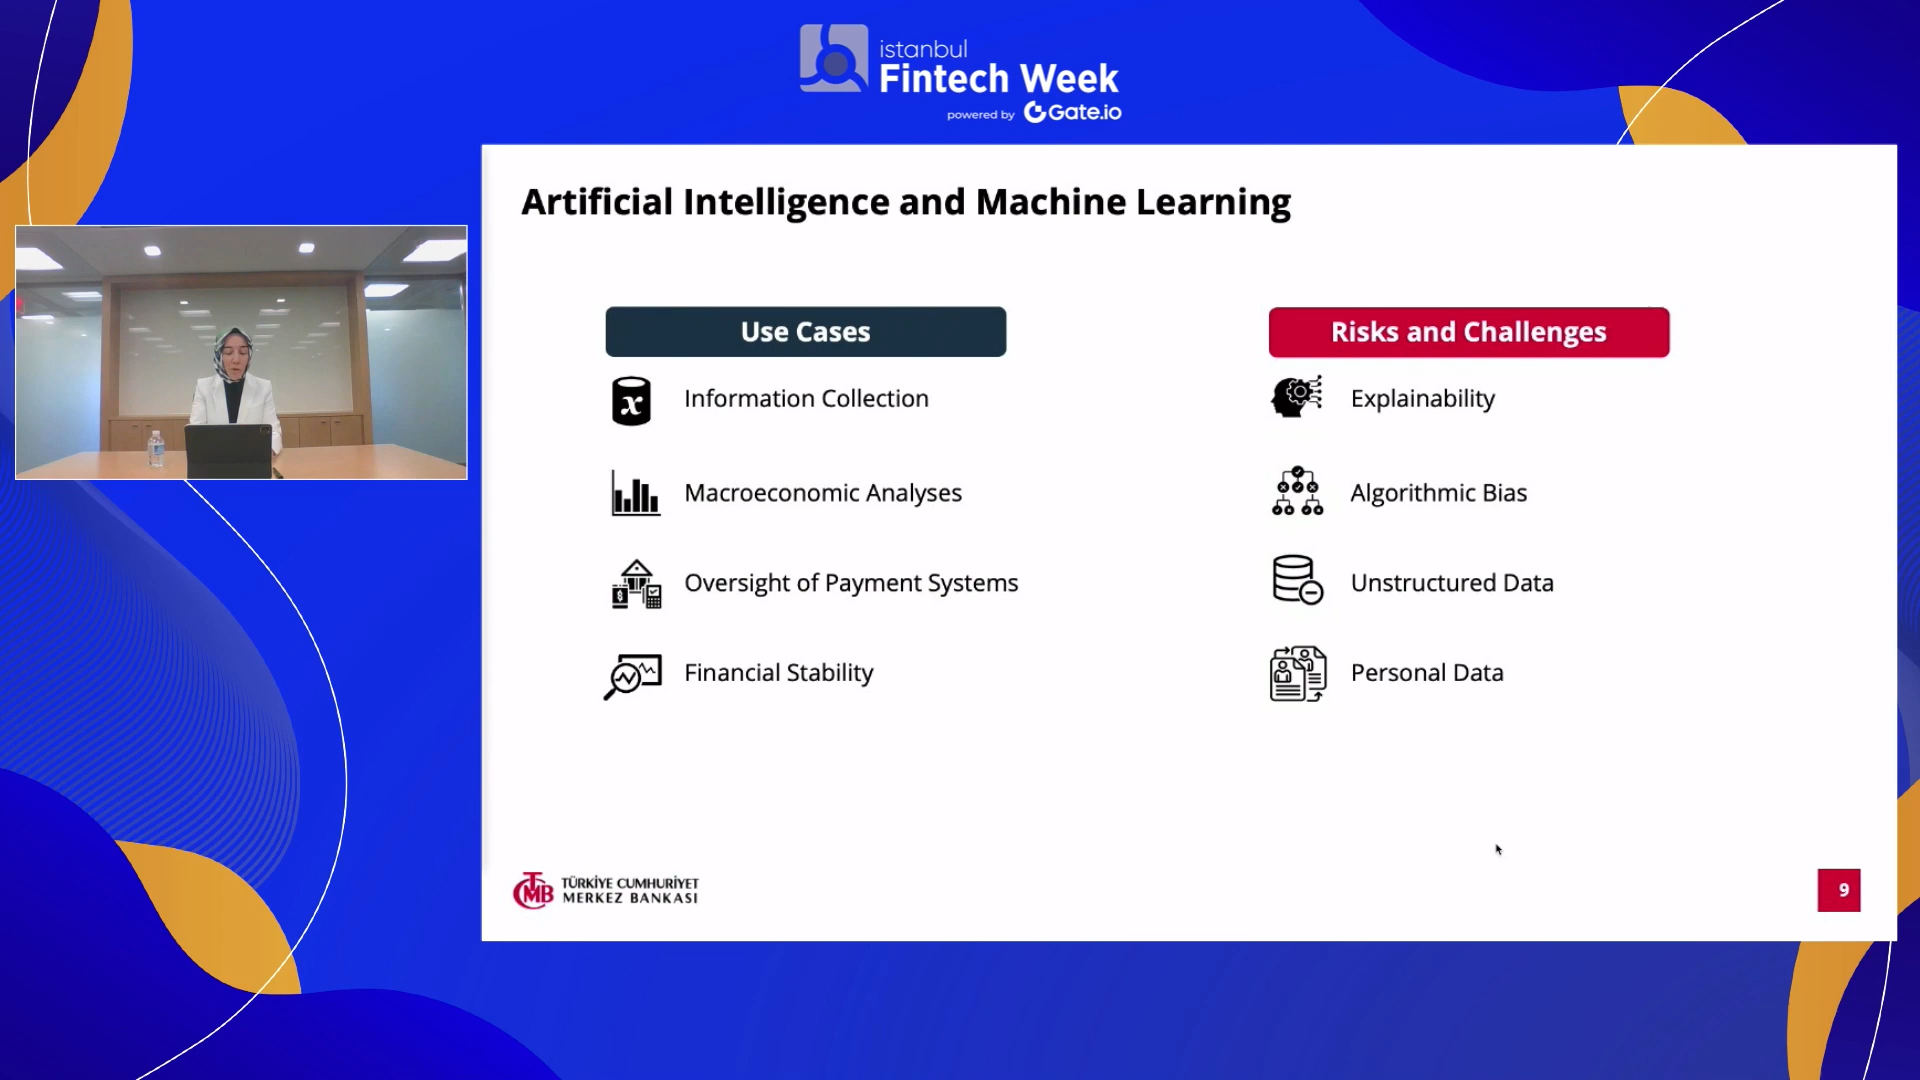 istanbul
Fintech Week
powered by Gate.io
Artificial Intelligence and Machine Learning
Use Cases
Information Collection
Macroeconomic Analyses
Oversight of Payment Systems
Financial Stability
Risks and Challenges
Explainability
Algorithmic Bias
Unstructured Data
Personal Data
TCMB
TÜRKİYE CUMHURİYET
MERKEZ BANKASI
9